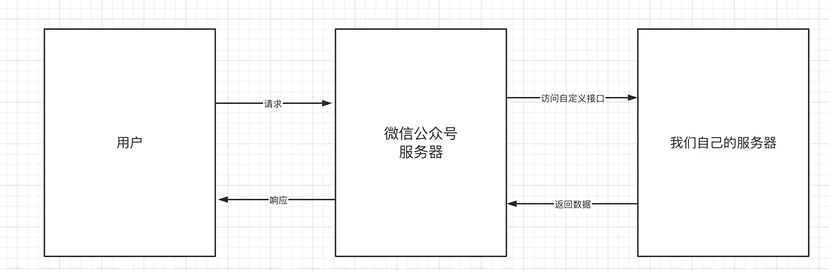 用户
请求
响应
微信公众号
服务器
访问自定义接口
返回数据
我们自己的服务器